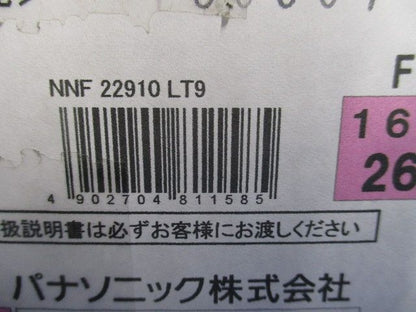 NNF 22910 LT9
F
16
26
4 902704 811585
扱説明書は必ずお客様にお渡しください
パナソニック株式会社